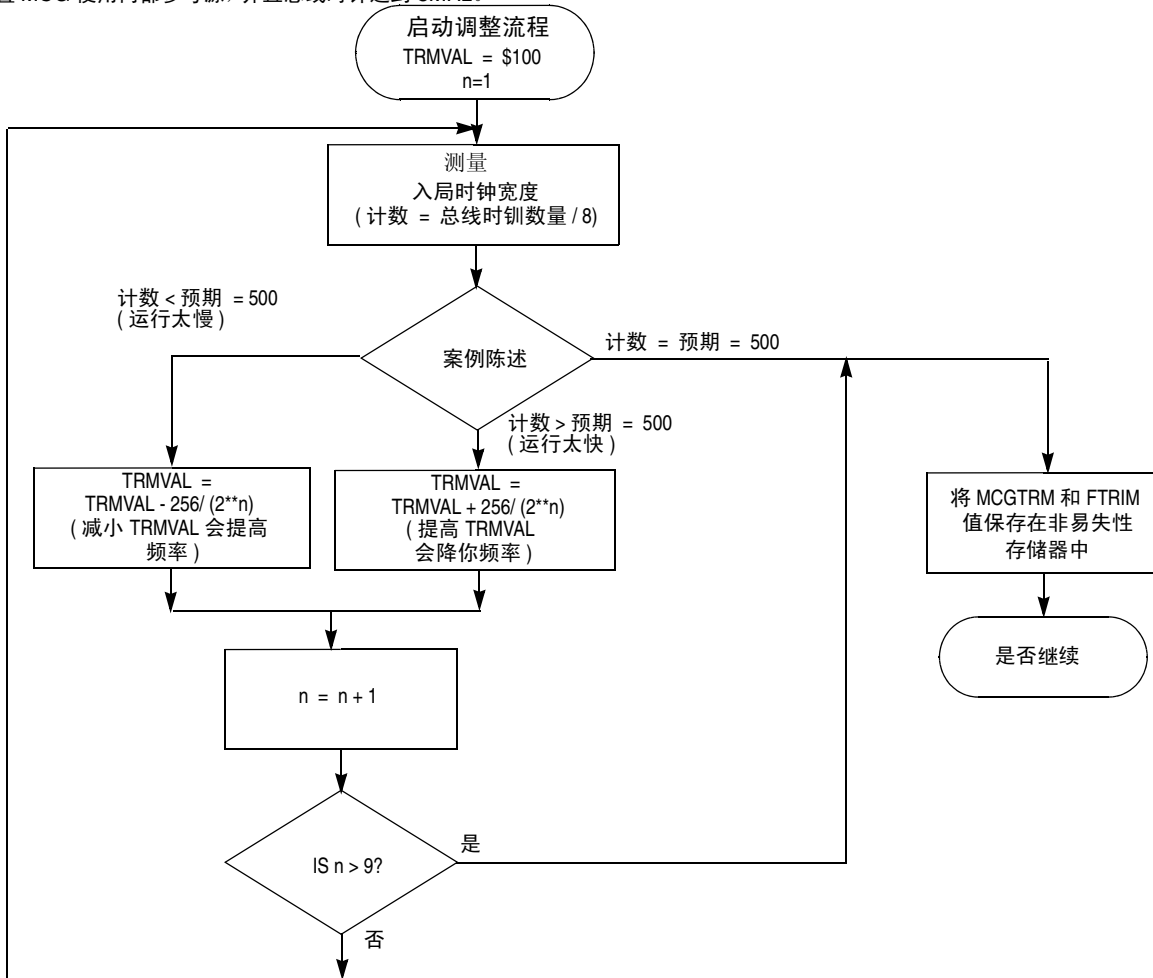 启动调整流程
TRMVAL = $100
n=1
测量
入局时钟宽度
( 计数 = 总线时钏数量 / 8)
计数 < 预期 = 500
( 运行太慢 )
案例陈述
计数 = 预期 = 500
计数 > 预期 = 500
( 运行太快 )
TRMVAL =
TRMVAL - 256/ (2**n)
( 减小 TRMVAL 会提高
频率 )
TRMVAL =
TRMVAL + 256/ (2**n)
( 提高 TRMVAL
会降你频率 )
将 MCGTRM 和 FTRIM
值保存在非易失性
存储器中
是否继续
n = n + 1
IS n > 9?
是
否